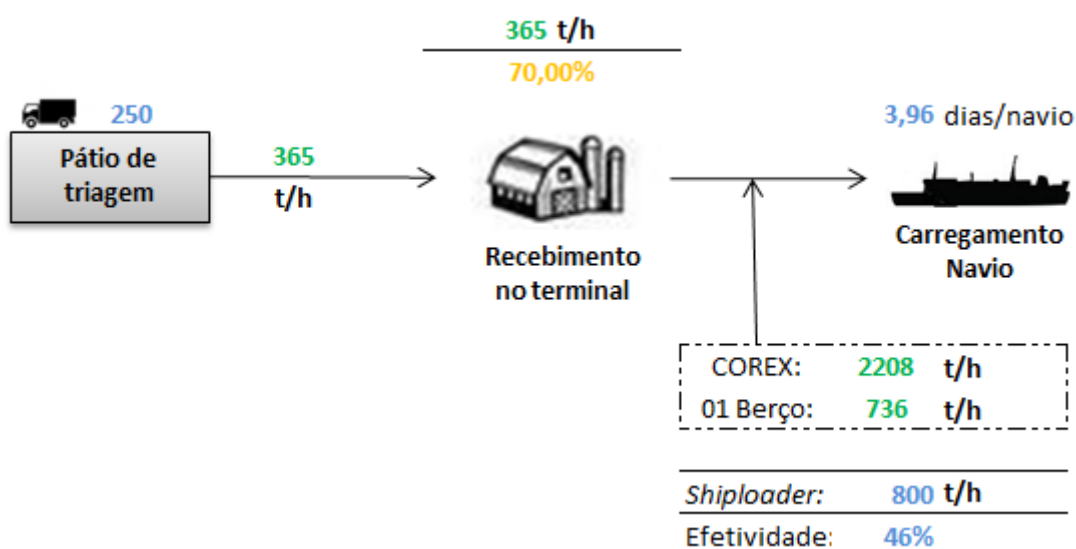 365 t/h
70,00%
250
3,96 dias/navio
Pátio de
triagem
365
t/h
Recebimento
no terminal
Carregamento
Navio
COREX: 2208 t/h
01 Berço: 736 t/h
Shiploader: 800 t/h
Efetividade: 46%